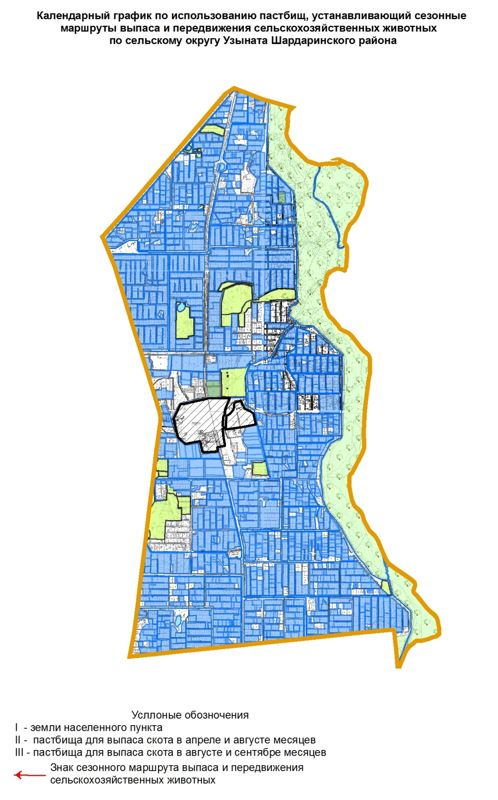 Календарный график по использованию пастбищ, устанавливающий сезонные
маршруты выпаса и передвижения сельскохозяйственных животных
по сельскому округу Узыната Шардаринского района
Усллоные обозночения
I - земли населенного пункта
II - пастбища для выпаса скота в апреле и августе месяцев
III - пастбища для выпаса скота в августе и сентябре месяцев
Знак сезонного маршрута выпаса и передвижения
сельскохозяйственных животных